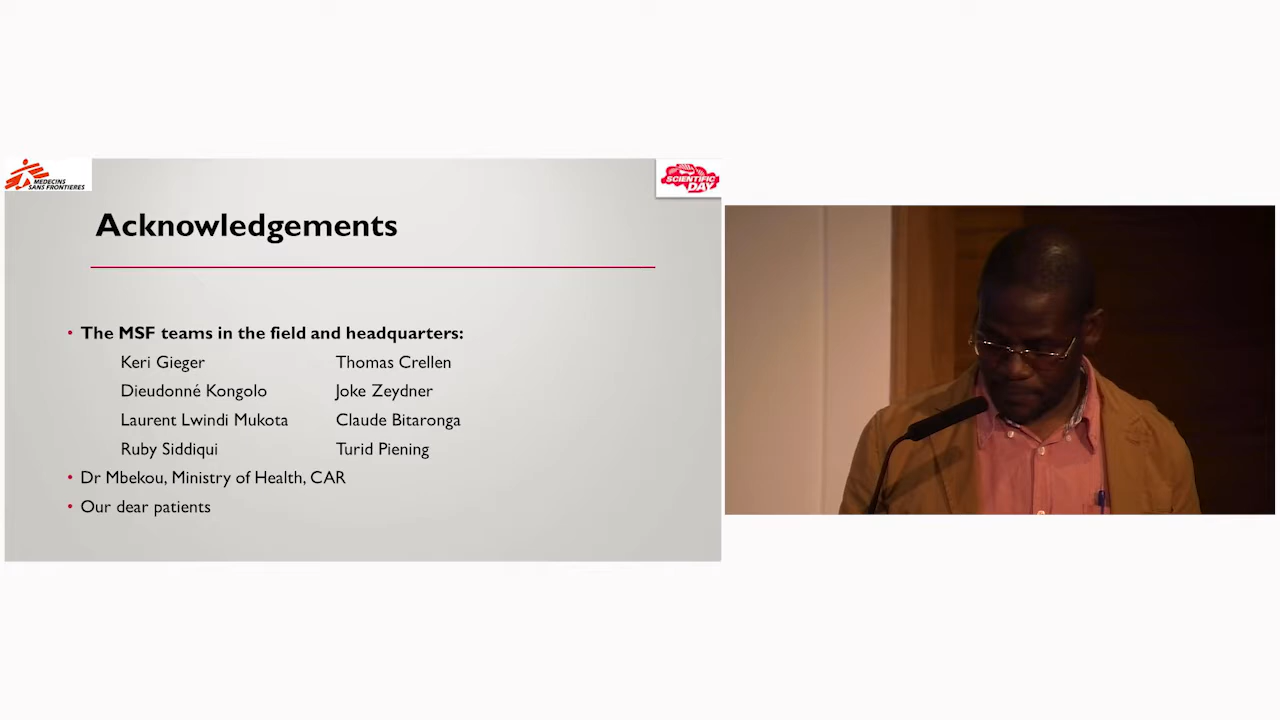 MEDECINS
SANS FRONTIERES
SCIENTIFIC
DAY
Acknowledgements
• The MSF teams in the field and headquarters:
Keri Gieger
Thomas Crellen
Dieudonné Kongolo
Joke Zeydner
Laurent Lwindi Mukota
Claude Bitaronga
Ruby Siddiqui
Turid Piening
• Dr Mbekou, Ministry of Health, CAR
• Our dear patients